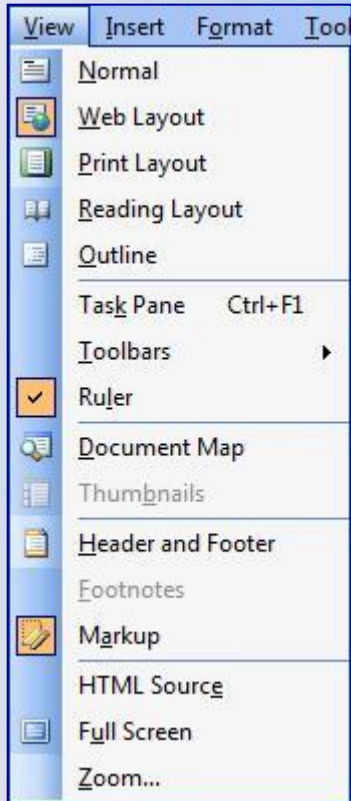 View Insert Format Tool
Normal
Web Layout
Print Layout
Reading Layout
Outline
Task Pane Ctrl+F1
Toolbars
Ruler
Document Map
Thumbnails
Header and Footer
Footnotes
Markup
HTML Source
Full Screen
Zoom...